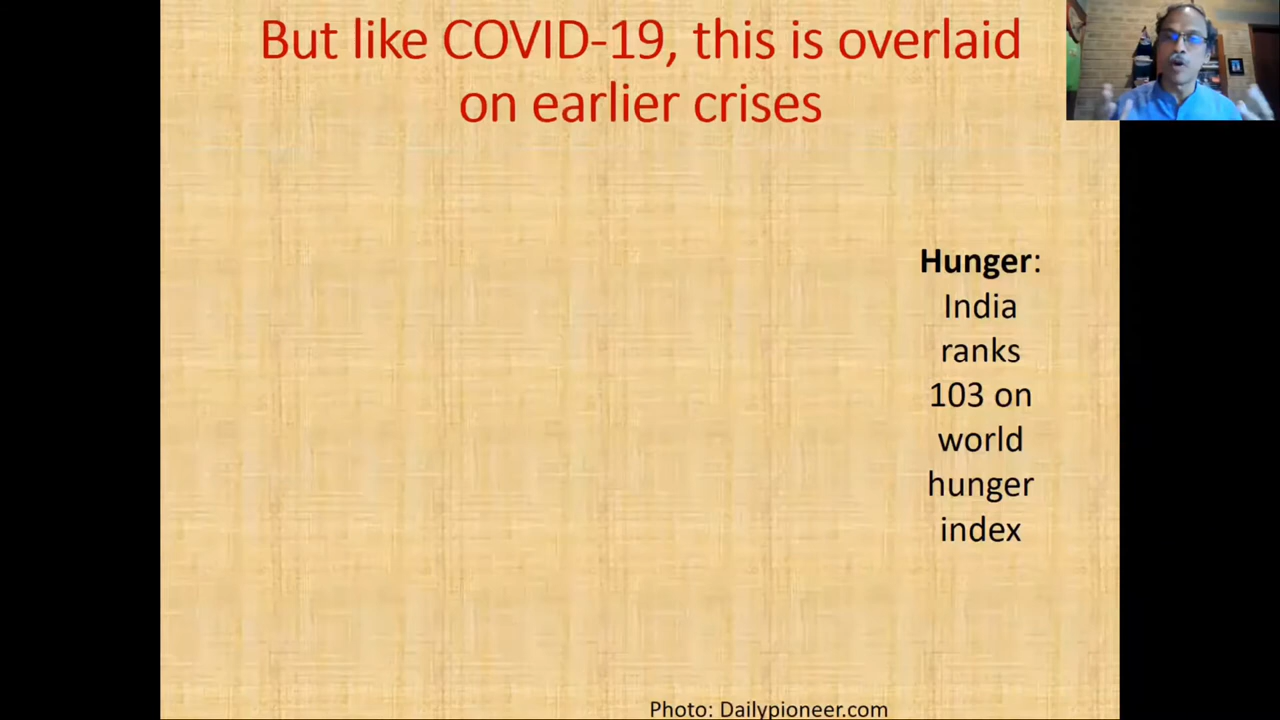 But like COVID-19, this is overlaid
on earlier crises
Hunger:
India
ranks
103 on
world
hunger
index
Photo: Dailypioneer.com